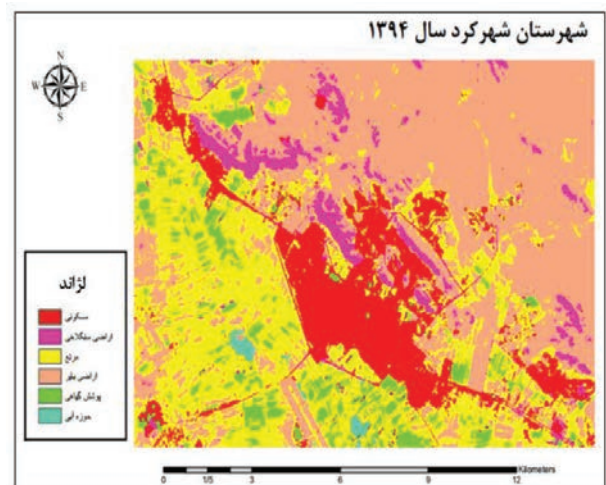 شهرستان شهرکرد سال ۱۳۹۴
N
W E
S
لژاند
مسکونی
اراضی سنگلاخی
مرتع
اراضی بایر
پوشش گیاهی
حوزه آبی
Kilometers
0 1/5 3 6 9 12